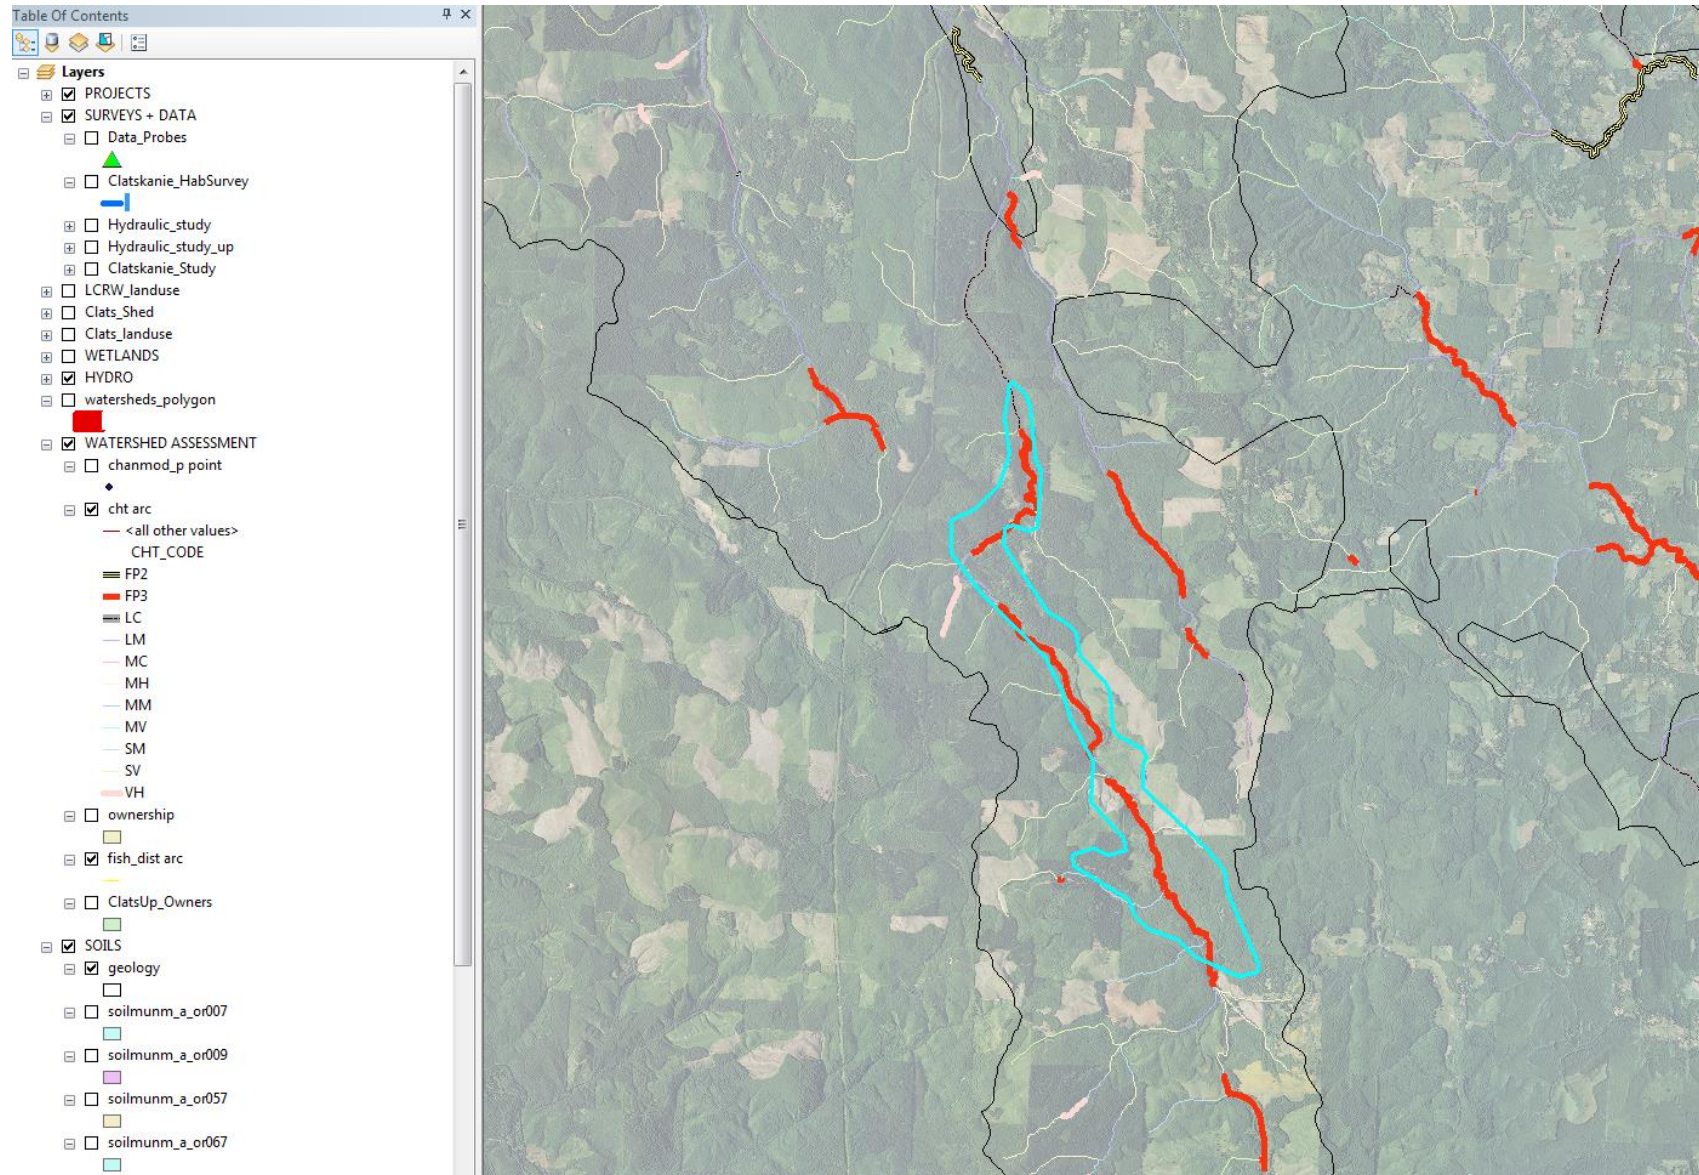 Table Of Contents
Layers
PROJECTS
SURVEYS + DATA
Data_Probes
Clatskanie_HabSurvey
Hydraulic_study
Hydraulic_study_up
Clatskanie_Study
LCRW_landuse
Clats_Shed
Clats_landuse
WETLANDS
HYDRO
watersheds_polygon
WATERSHED ASSESSMENT
chanmod_p point
cht arc
<all other values>
CHT_CODE
FP2
FP3
LC
LM
MC
MH
MM
MV
SM
SV
VH
ownership
fish_dist arc
ClatsUp_Owners
SOILS
geology
soilmunm_a_or007
soilmunm_a_or009
soilmunm_a_or057
soilmunm_a_or067